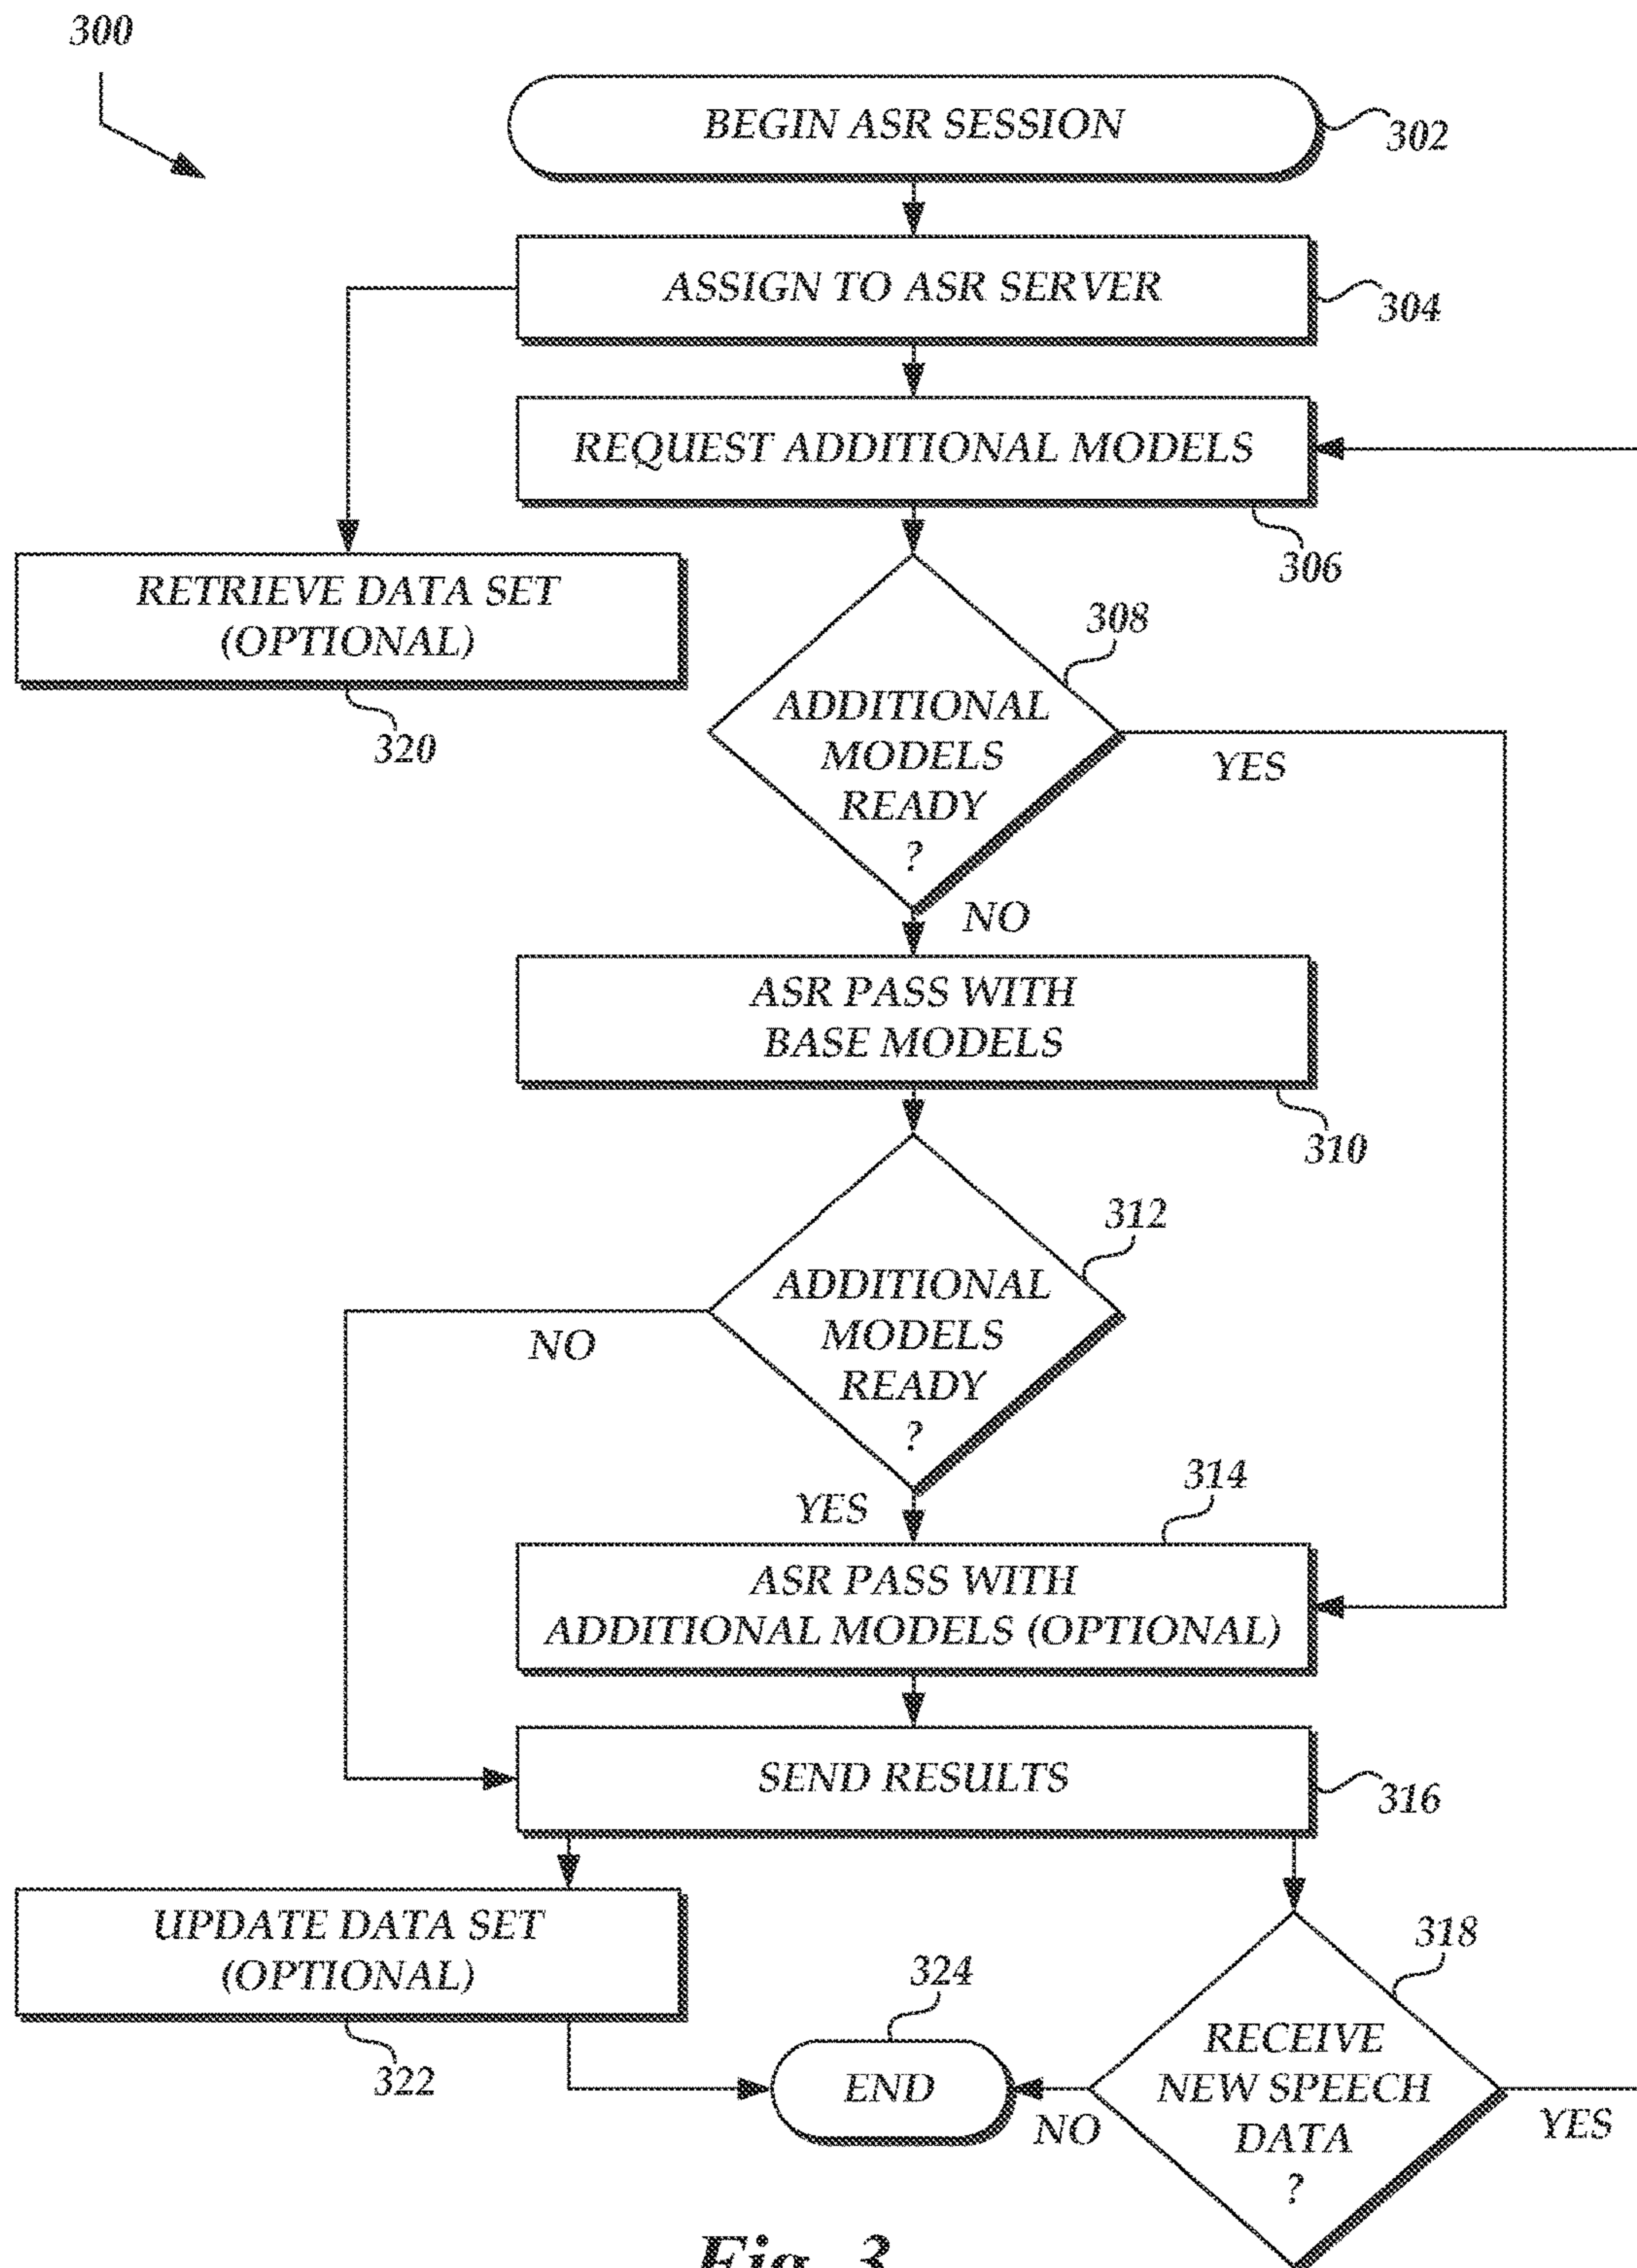 300
BEGIN ASR SESSION
302
ASSIGN TO ASR SERVER
304
REQUEST ADDITIONAL MODELS
306
RETRIEVE DATA SET
(OPTIONAL)
320
308
ADDITIONAL
MODELS
READY
?
YES
NO
ASR PASS WITH
BASE MODELS
310
312
ADDITIONAL
MODELS
READY
?
NO
YES
314
ASR PASS WITH
ADDITIONAL MODELS (OPTIONAL)
SEND RESULTS
316
UPDATE DATA SET
(OPTIONAL)
322
324
END
318
RECEIVE
NEW SPEECH
DATA
?
NO
YES
Fig. 3